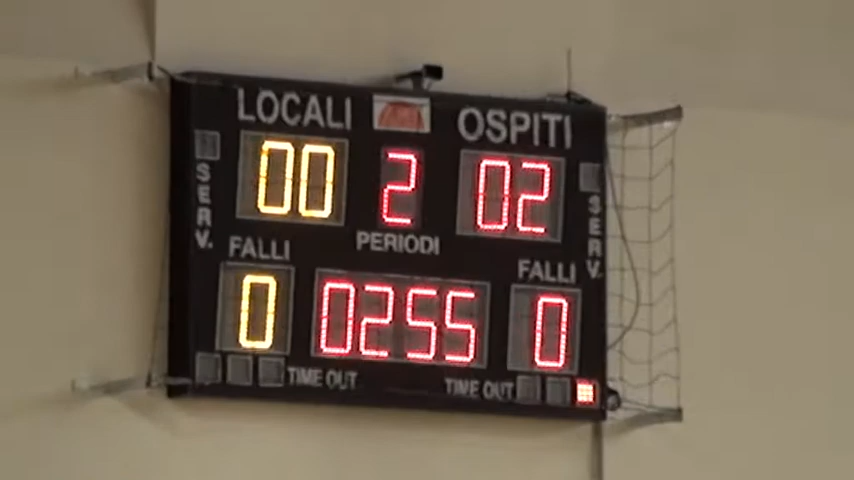 LOCALI OSPITI
00 2 02
SERV. PERIODI SERV.
FALLI FALLI
0 0255 0
TIME OUT TIME OUT